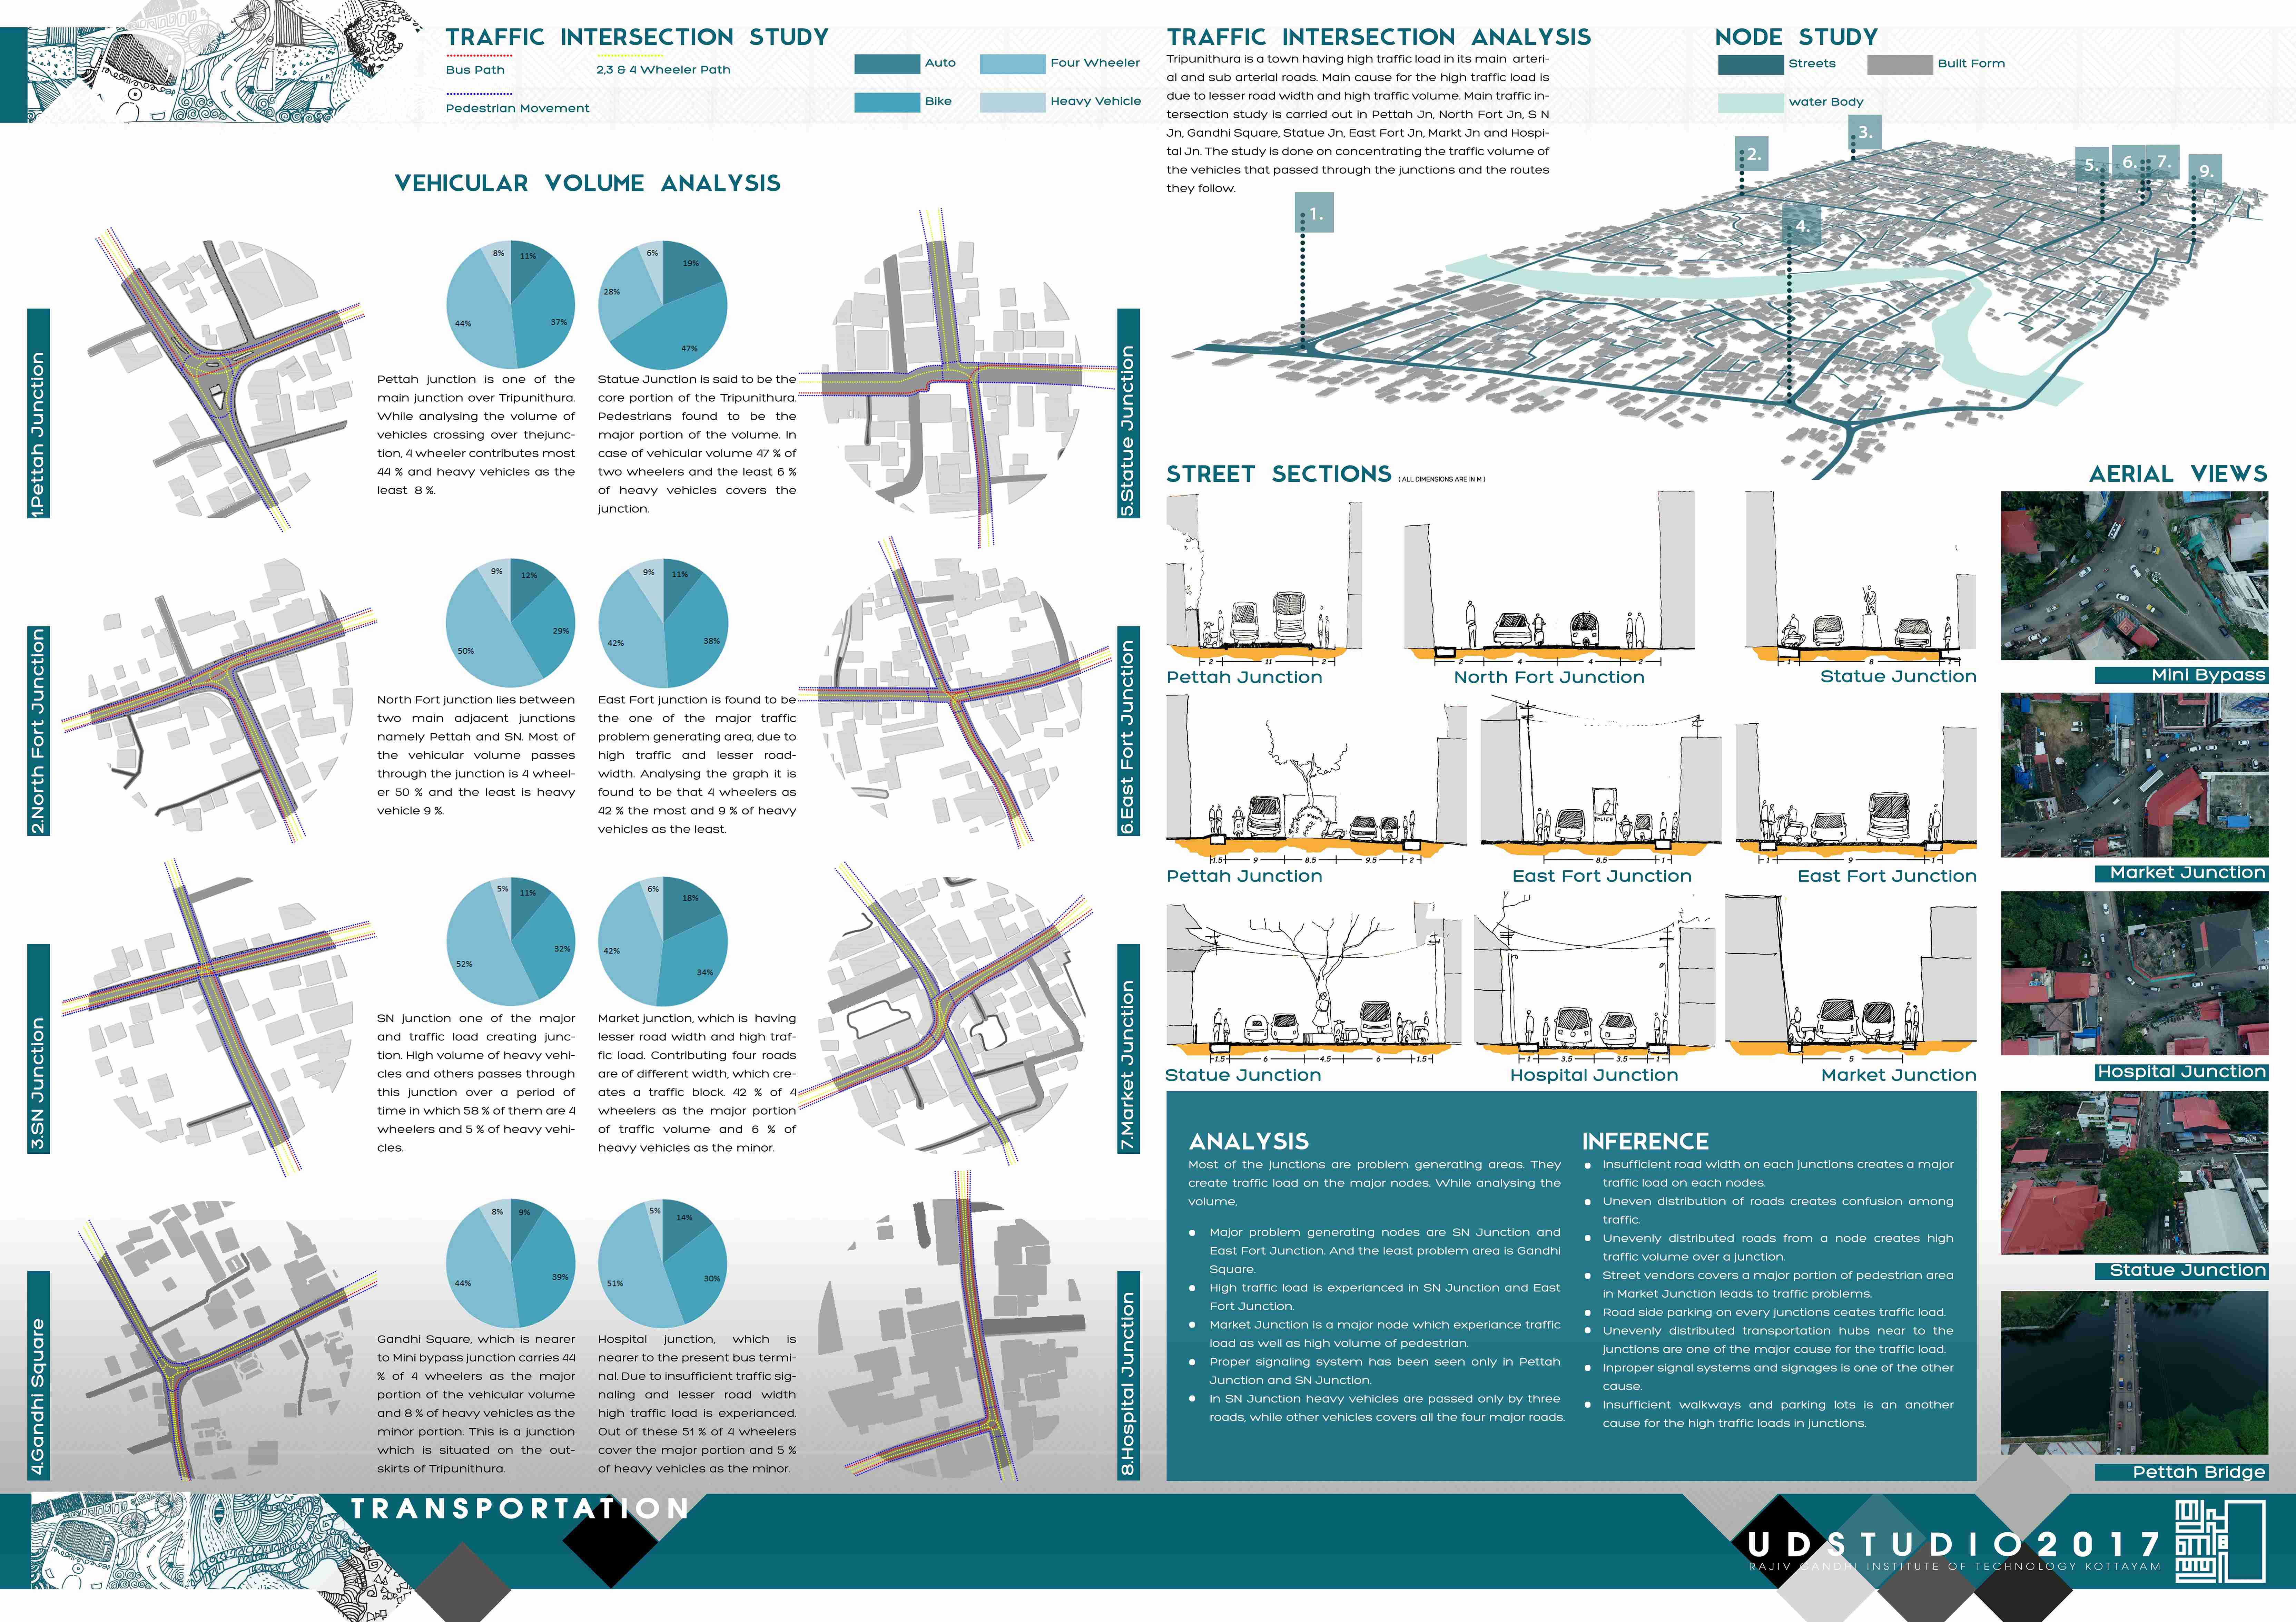 TRAFFIC INTERSECTION STUDY
Bus Path
2,3 & 4 Wheeler Path
Pedestrian Movement
Auto
Four Wheeler
Bike
Heavy Vehicle
VEHICULAR VOLUME ANALYSIS
1.Pettah Junction
8%
11%
37%
44%
Pettah junction is one of the
main junction over Tripunithura.
While analysing the volume of
vehicles crossing over thejunc-
tion, 4 wheeler contributes most
44 % and heavy vehicles as the
least 8 %.
6%
19%
28%
47%
Statue Junction is said to be the
core portion of the Tripunithura.
Pedestrians found to be the
major portion of the volume. In
case of vehicular volume 47 % of
two wheelers and the least 6 %
of heavy vehicles covers the
junction.
5.Statue Junction
2.North Fort Junction
9%
12%
29%
50%
North Fort junction lies between
two main adjacent junctions
namely Pettah and SN. Most of
the vehicular volume passes
through the junction is 4 wheel-
er 50 % and the least is heavy
vehicle 9 %.
9%
11%
38%
42%
East Fort junction is found to be
the one of the major traffic
problem generating area, due to
high traffic and lesser road-
width. Analysing the graph it is
found to be that 4 wheelers as
42 % the most and 9 % of heavy
vehicles as the least.
6.East Fort Junction
3.SN Junction
5%
11%
32%
52%
SN junction one of the major
and traffic load creating junc-
tion. High volume of heavy vehi-
cles and others passes through
this junction over a period of
time in which 58 % of them are 4
wheelers and 5 % of heavy vehi-
cles.
6%
18%
42%
34%
Market junction, which is having
lesser road width and high traf-
fic load. Contributing four roads
are of different width, which cre-
ates a traffic block. 42 % of 4
wheelers as the major portion
of traffic volume and 6 % of
heavy vehicles as the minor.
7.Market Junction
4.Gandhi Square
8%
9%
39%
44%
Gandhi Square, which is nearer
to Mini bypass junction carries 44
% of 4 wheelers as the major
portion of the vehicular volume
and 8 % of heavy vehicles as the
minor portion. This is a junction
which is situated on the out-
skirts of Tripunithura.
5%
14%
51%
30%
Hospital junction, which is
nearer to the present bus termi-
nal. Due to insufficient traffic sig-
naling and lesser road width
high traffic load is experianced.
Out of these 51 % of 4 wheelers
cover the major portion and 5 %
of heavy vehicles as the minor.
8.Hospital Junction
TRAFFIC INTERSECTION ANALYSIS
Tripunithura is a town having high traffic load in its main arteri-
al and sub arterial roads. Main cause for the high traffic load is
due to lesser road width and high traffic volume. Main traffic in-
tersection study is carried out in Pettah Jn, North Fort Jn, S N
Jn, Gandhi Square, Statue Jn, East Fort Jn, Markt Jn and Hospi-
tal Jn. The study is done on concentrating the traffic volume of
the vehicles that passed through the junctions and the routes
they follow.
NODE STUDY
Streets
Built Form
water Body
1.
2.
3.
4.
5.
6.
7.
9.
STREET SECTIONS ( ALL DIMENSIONS ARE IN M )
2 11 2
Pettah Junction
2 4 4 2
North Fort Junction
1 8 1
Statue Junction
1.5 9 8.5 9.5 2
Pettah Junction
POLICE
8.5 1
East Fort Junction
1 9 1
East Fort Junction
1.5 6 4.5 6 1.5
Statue Junction
1 3.5 3.5 1
Hospital Junction
5
Market Junction
AERIAL VIEWS
Mini Bypass
Market Junction
Hospital Junction
Statue Junction
Pettah Bridge
ANALYSIS
Most of the junctions are problem generating areas. They
create traffic load on the major nodes. While analysing the
volume,
Major problem generating nodes are SN Junction and
East Fort Junction. And the least problem area is Gandhi
Square.
High traffic load is experianced in SN Junction and East
Fort Junction.
Market Junction is a major node which experiance traffic
load as well as high volume of pedestrian.
Proper signaling system has been seen only in Pettah
Junction and SN Junction.
In SN Junction heavy vehicles are passed only by three
roads, while other vehicles covers all the four major roads.
INFERENCE
Insufficient road width on each junctions creates a major
traffic load on each nodes.
Uneven distribution of roads creates confusion among
traffic.
Unevenly distributed roads from a node creates high
traffic volume over a junction.
Street vendors covers a major portion of pedestrian area
in Market Junction leads to traffic problems.
Road side parking on every junctions ceates traffic load.
Unevenly distributed transportation hubs near to the
junctions are one of the major cause for the traffic load.
Inproper signal systems and signages is one of the other
cause.
Insufficient walkways and parking lots is an another
cause for the high traffic loads in junctions.
TRANSPORTATION
UDSTUDIO2017
RAJIV GANDHI INSTITUTE OF TECHNOLOGY KOTTAYAM